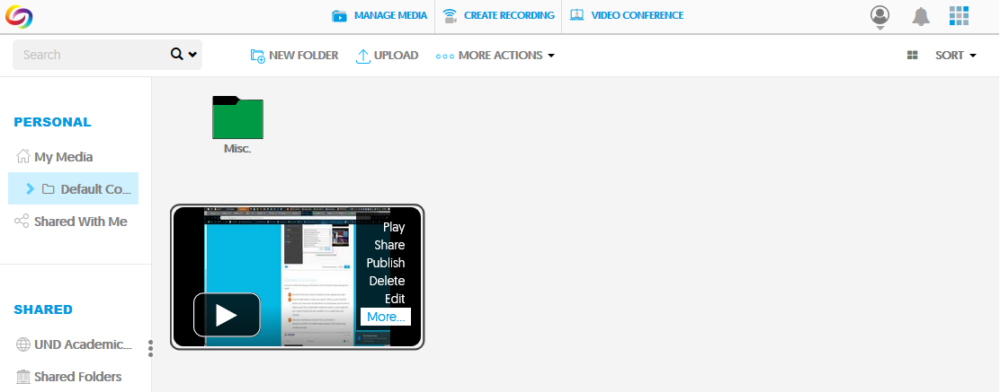 MANAGE MEDIA
CREATE RECORDING
VIDEO CONFERENCE
Search
NEW FOLDER
UPLOAD
MORE ACTIONS
SORT
PERSONAL
My Media
Default Co...
Shared With Me
SHARED
UND Academic...
Shared Folders
Misc.
Play
Share
Publish
Delete
Edit
More...